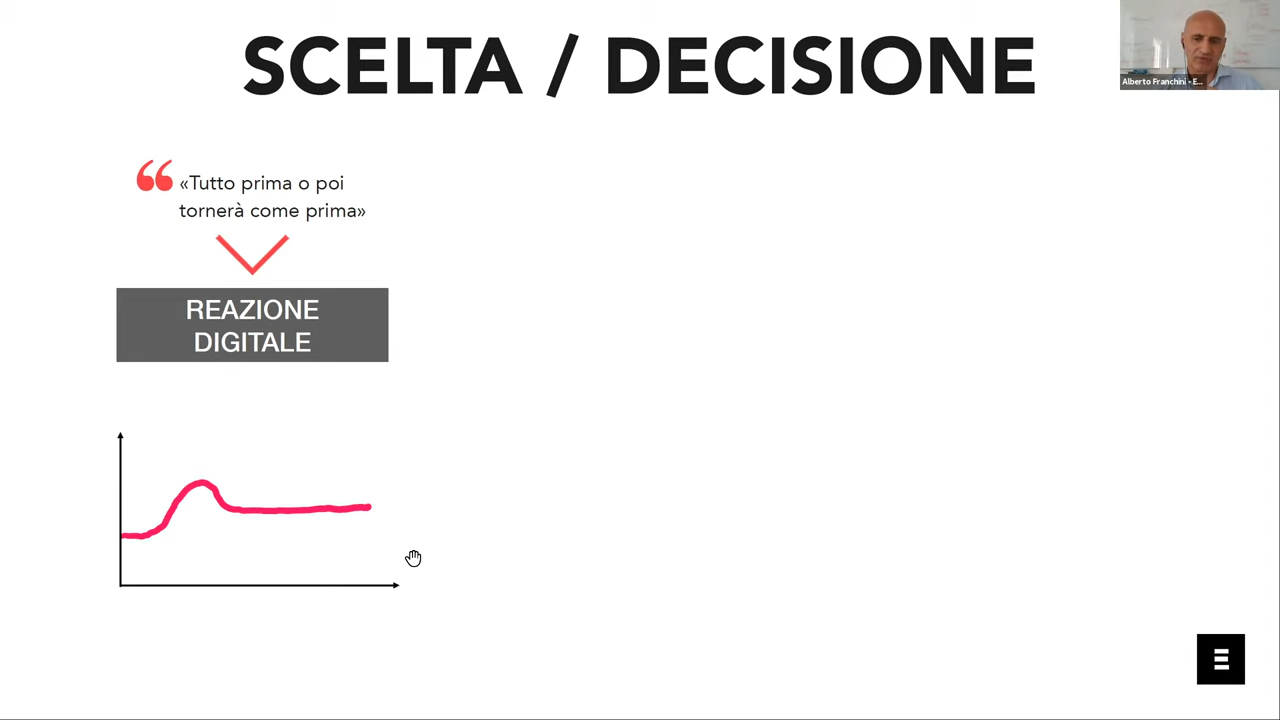 SCELTA / DECISIONE
Alberto Franchini - E...
«Tutto prima o poi
tornerà come prima»
REAZIONE
DIGITALE